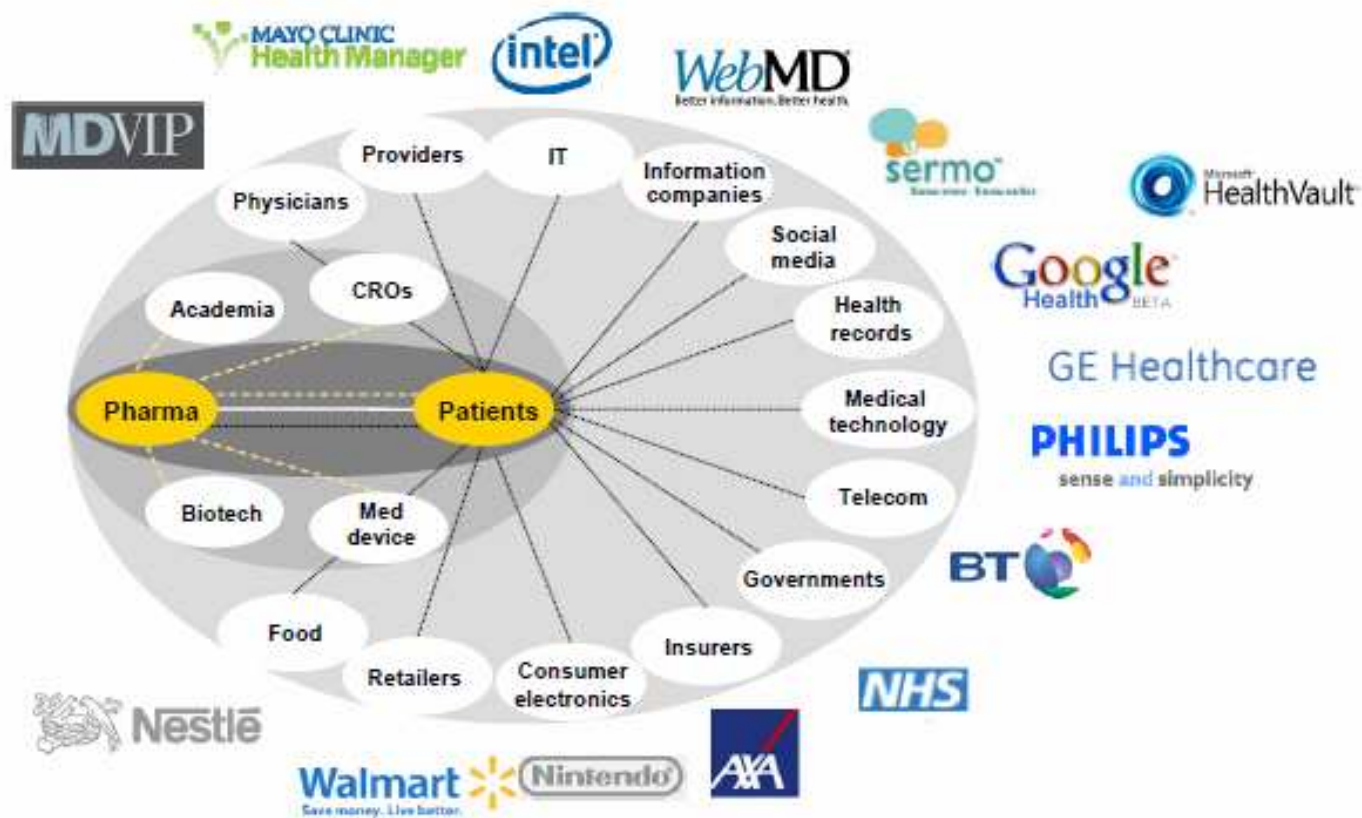 MAYO CLINIC
Health Manager
intel
WebMD
Better information. Better health.
MDVIP
sermo
Microsoft
HealthVault
Google
Health BETA
GE Healthcare
PHILIPS
sense and simplicity
BT
NHS
AXA
Nintendo
Walmart
Save money. Live better.
Nestlé
Providers
IT
Information
companies
Physicians
Social
media
CROs
Academia
Health
records
Pharma
Patients
Medical
technology
Telecom
Biotech
Med
device
Governments
Food
Insurers
Retailers
Consumer
electronics